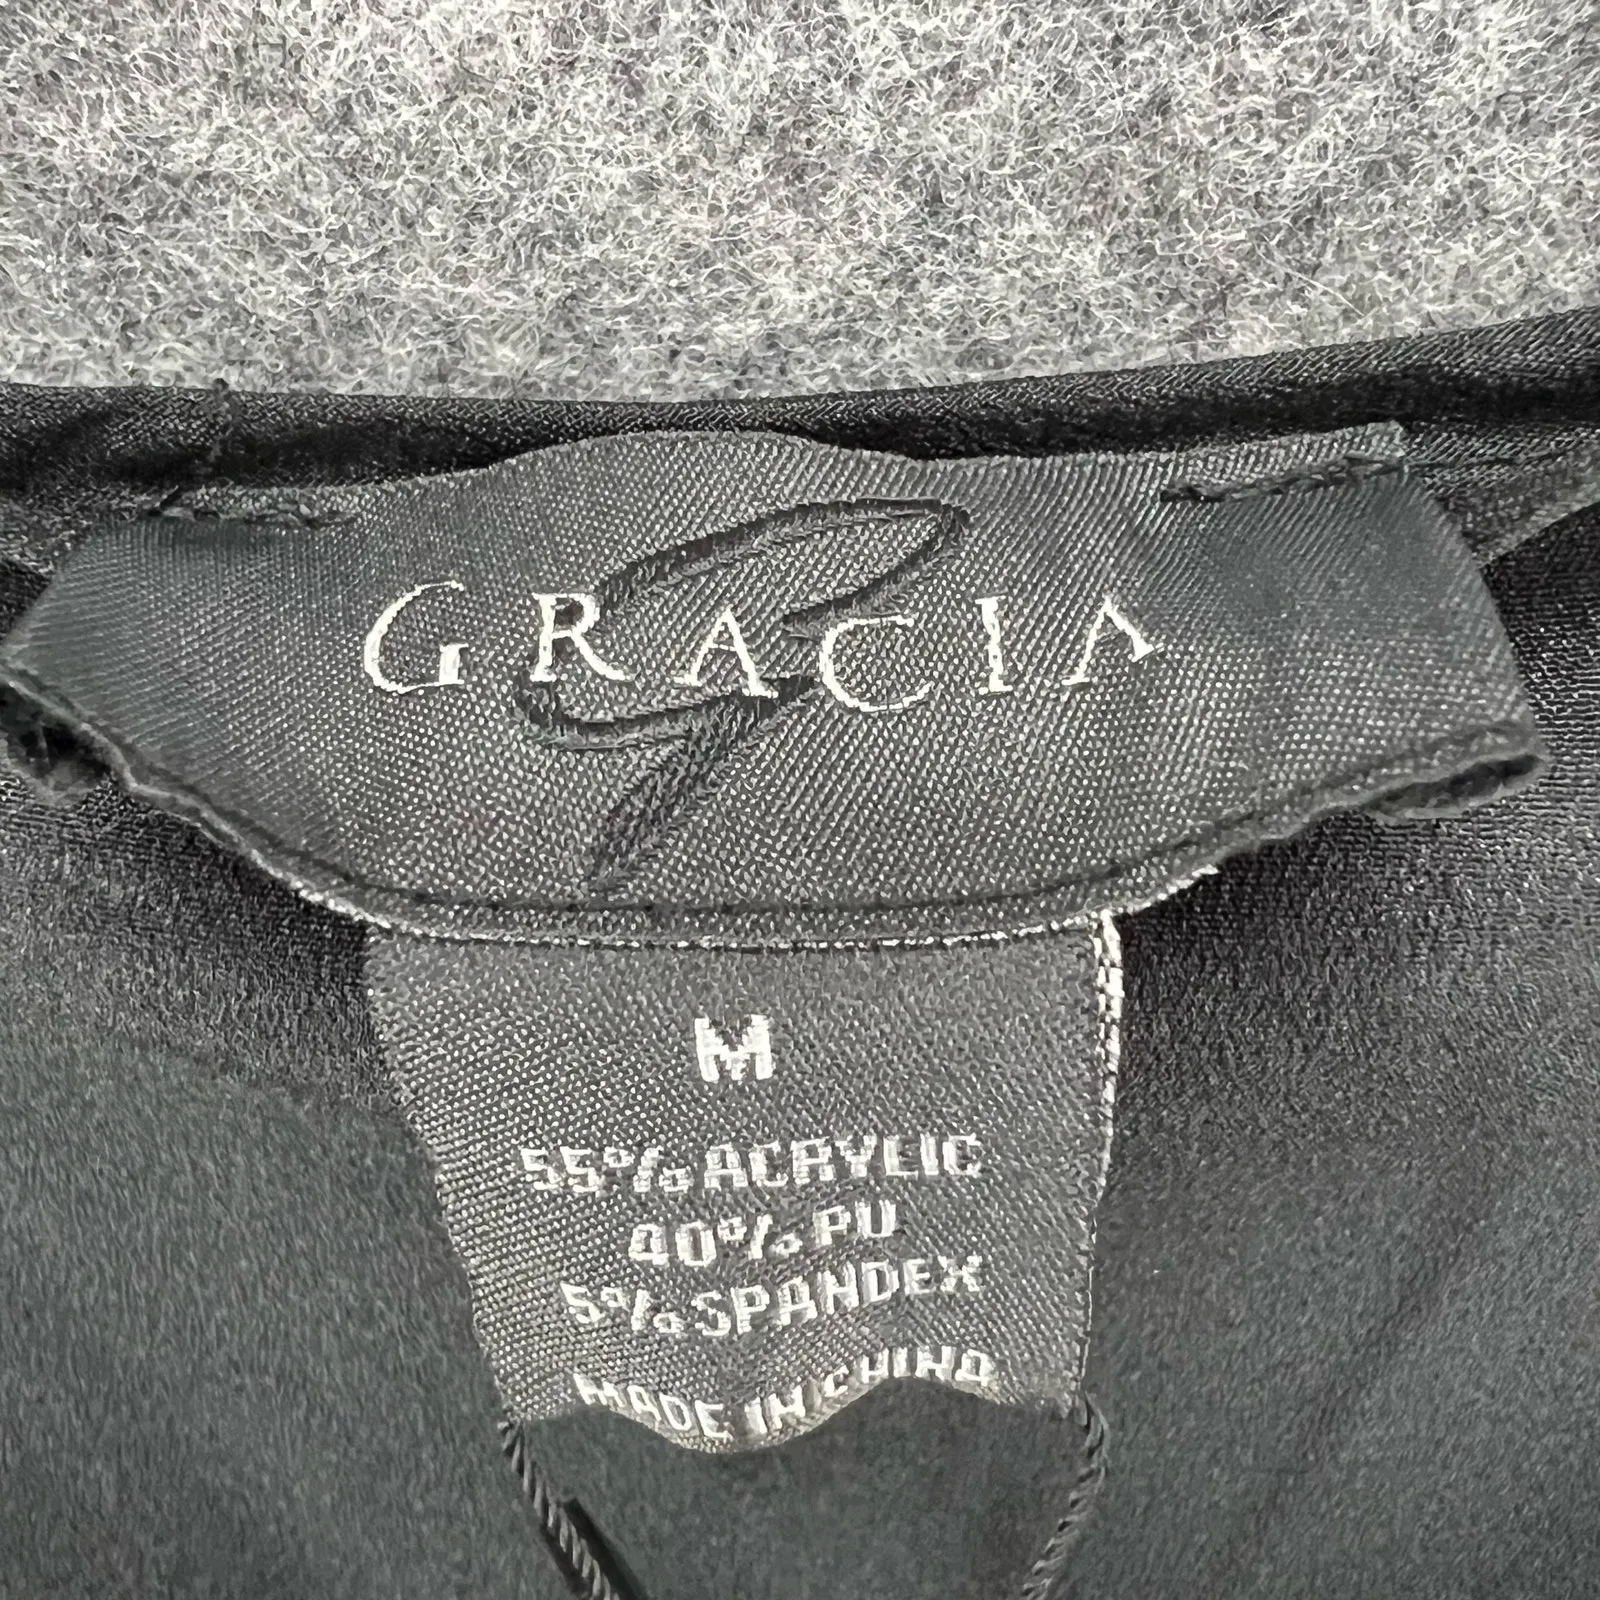 GRACIA
M
55% ACRYLIC
40% PU
5% SPANDEX
MADE IN CHINA